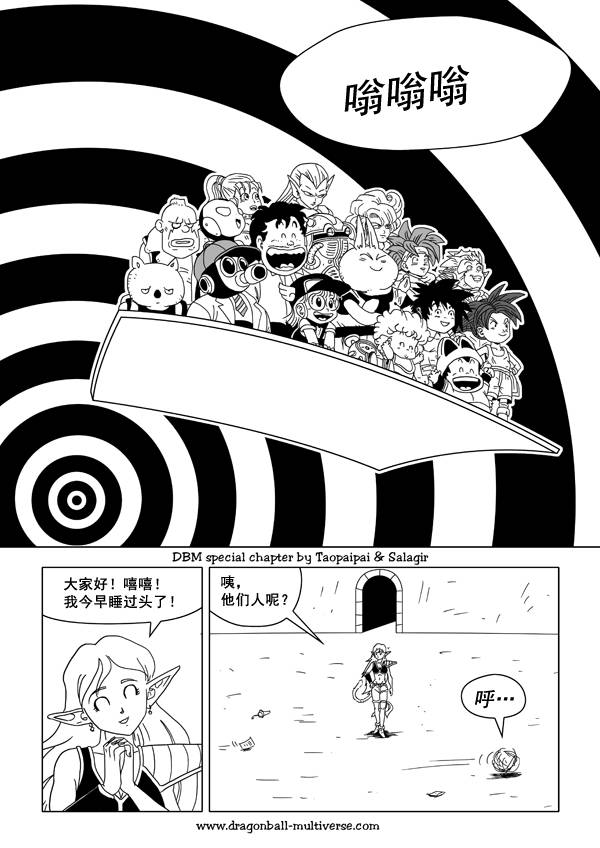 嗡嗡嗡
DBM special chapter by Taopaipai & Salagir
大家好！嘻嘻！
我今早睡过头了！
咦，
他们人呢？
呼…
www.dragonball-multiverse.com